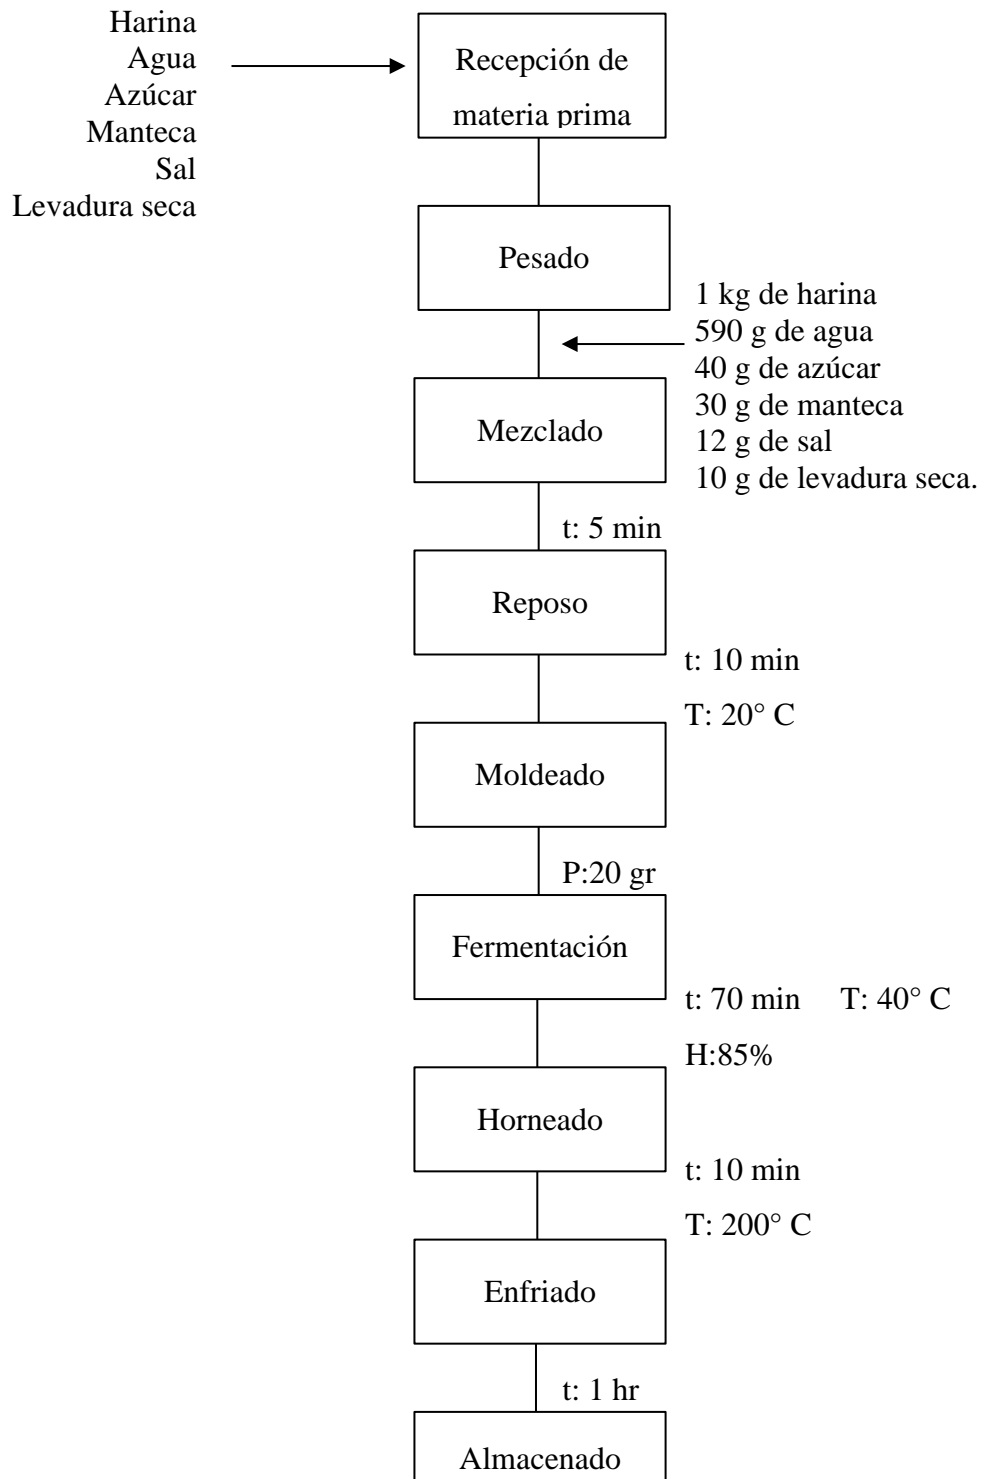 Harina
Agua
Azúcar
Manteca
Sal
Levadura seca
Recepción de
materia prima
Pesado
1 kg de harina
590 g de agua
40 g de azúcar
30 g de manteca
12 g de sal
10 g de levadura seca.
Mezclado
t: 5 min
Reposo
t: 10 min
T: 20° C
Moldeado
P:20 gr
Fermentación
t: 70 min T: 40° C
H:85%
Horneado
t: 10 min
T: 200° C
Enfriado
t: 1 hr
Almacenado